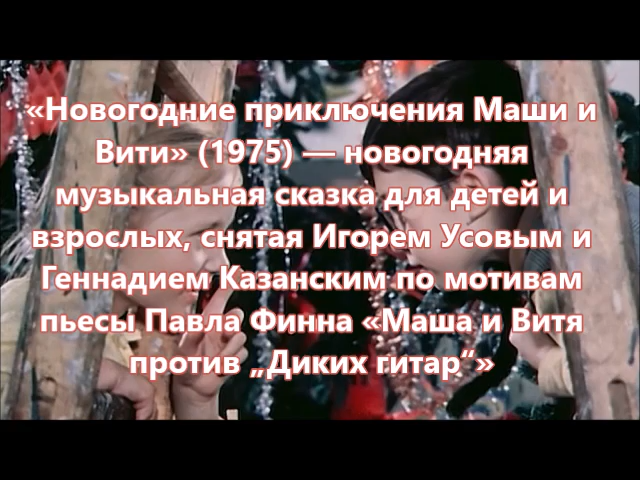 «Новогодние приключения Маши и
Вити» (1975) — новогодняя
музыкальная сказка для детей и
взрослых, снятая Игорем Усовым и
Геннадием Казанским по мотивам
пьесы Павла Финна «Маша и Витя
против „Диких гитар“»